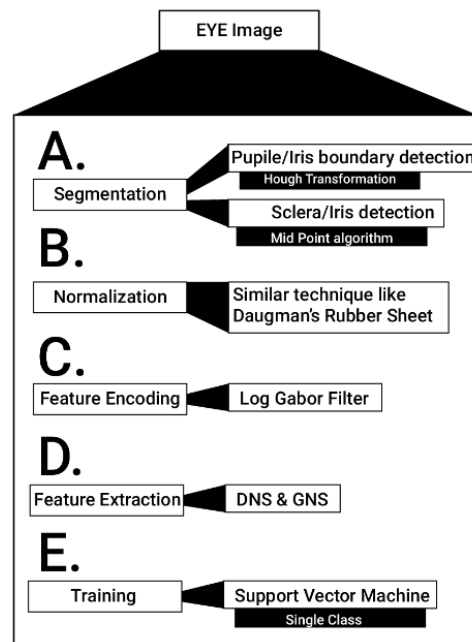 EYE Image
A.
Segmentation
Pupile/Iris boundary detection
Hough Transformation
Sclera/Iris detection
Mid Point algorithm
B.
Normalization
Similar technique like
Daugman's Rubber Sheet
C.
Feature Encoding
Log Gabor Filter
D.
Feature Extraction
DNS & GNS
E.
Training
Support Vector Machine
Single Class